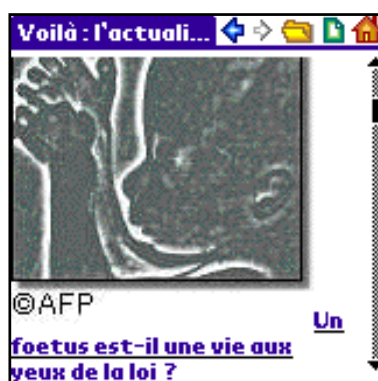 Voilà : l'actuali...
©AFP
Un
foetus est-il une vie aux
yeux de la loi ?